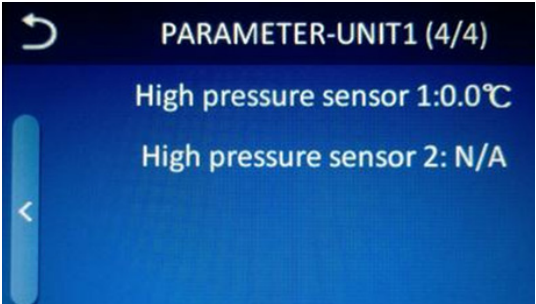 PARAMETER-UNIT1 (4/4)
High pressure sensor 1:0.0℃
High pressure sensor 2: N/A